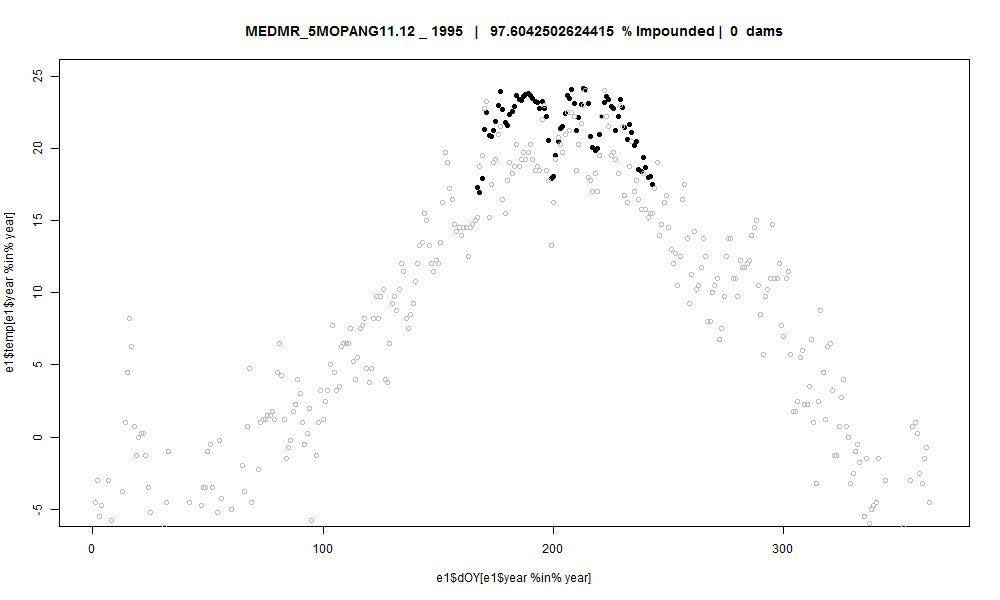 MEDMR_5MOPANG11.12 _ 1995 | 97.6042502624415 % Impounded | 0 dams
25
20
15
10
5
0
-5
e1$temp[e1$year %in% year]
0 100 200 300
e1$dOY[e1$year %in% year]